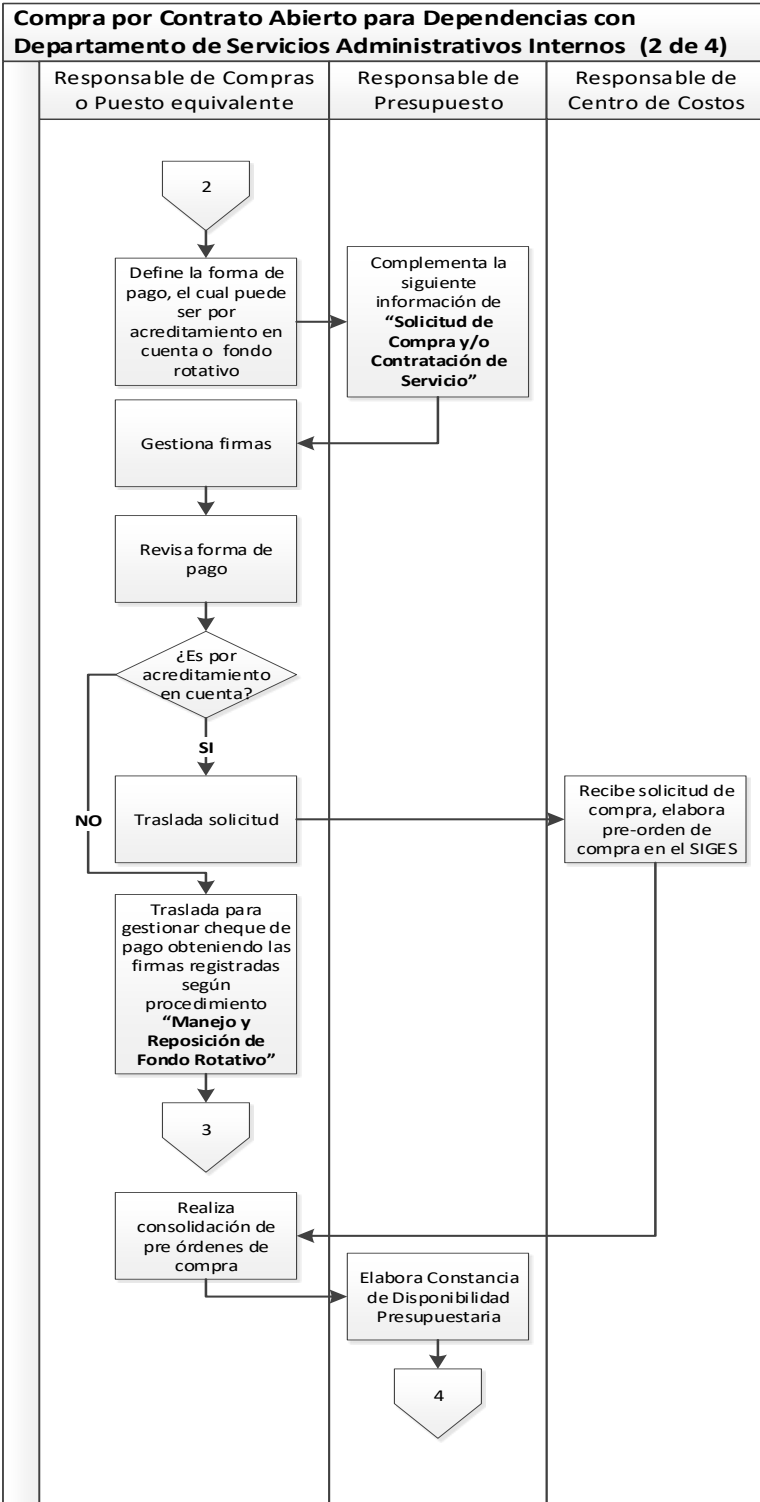 Compra por Contrato Abierto para Dependencias con
Departamento de Servicios Administrativos Internos (2 de 4)
Responsable de Compras
o Puesto equivalente
Responsable de
Presupuesto
Responsable de
Centro de Costos
2
Define la forma de
pago, el cual puede
ser por
acreditamiento en
cuenta o fondo
rotativo
Complementa la
siguiente
información de
“Solicitud de
Compra y/o
Contratación de
Servicio”
Gestiona firmas
Revisa forma de
pago
¿Es por
acreditamiento
en cuenta?
SI
NO
Traslada solicitud
Recibe solicitud de
compra, elabora
pre-orden de
compra en el SIGES
Traslada para
gestionar cheque de
pago obteniendo las
firmas registradas
según
procedimiento
“Manejo y
Reposición de
Fondo Rotativo”
3
Realiza
consolidación de
pre órdenes de
compra
Elabora Constancia
de Disponibilidad
Presupuestaria
4